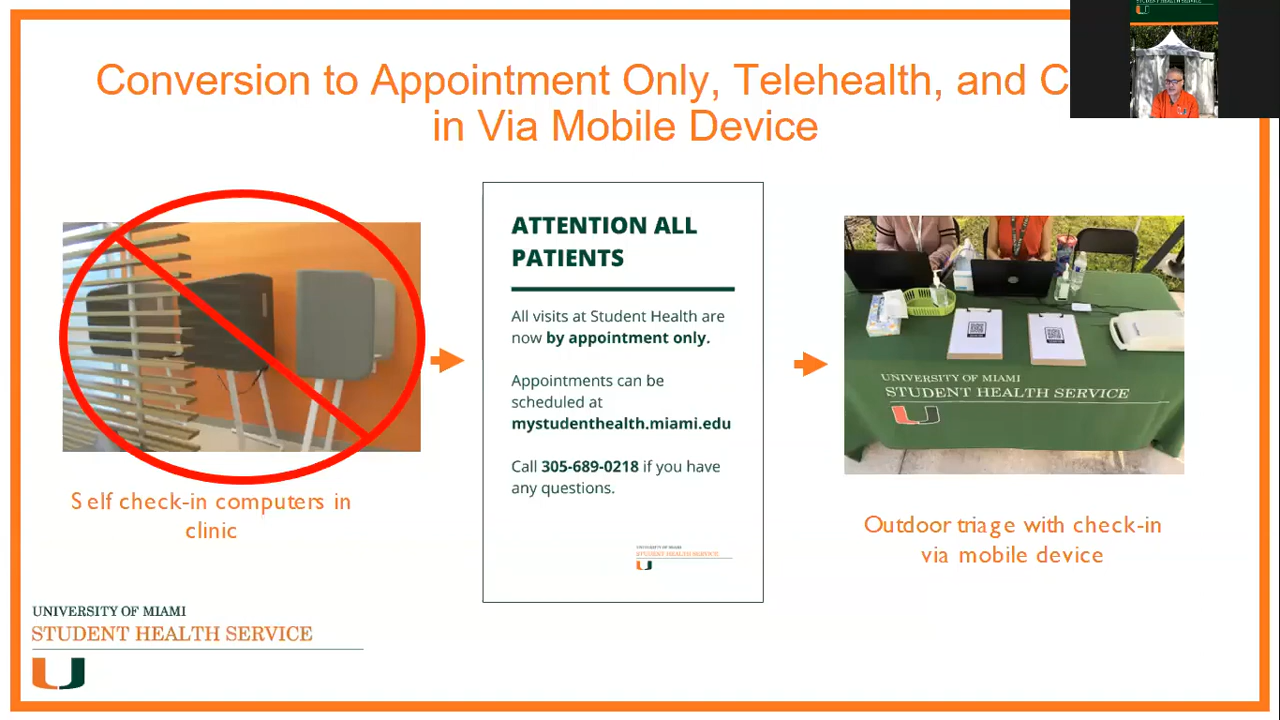 Conversion to Appointment Only, Telehealth, and C
in Via Mobile Device
STUDENT HEALTH SERVICE
ATTENTION ALL
PATIENTS
All visits at Student Health are
now by appointment only.
Appointments can be
scheduled at
mystudenthealth.miami.edu
Call 305-689-0218 if you have
any questions.
UNIVERSITY OF MIAMI
STUDENT HEALTH SERVICE
UNIVERSITY OF MIAMI
STUDENT HEALTH SERVICE
Self check-in computers in
clinic
Outdoor triage with check-in
via mobile device
UNIVERSITY OF MIAMI
STUDENT HEALTH SERVICE